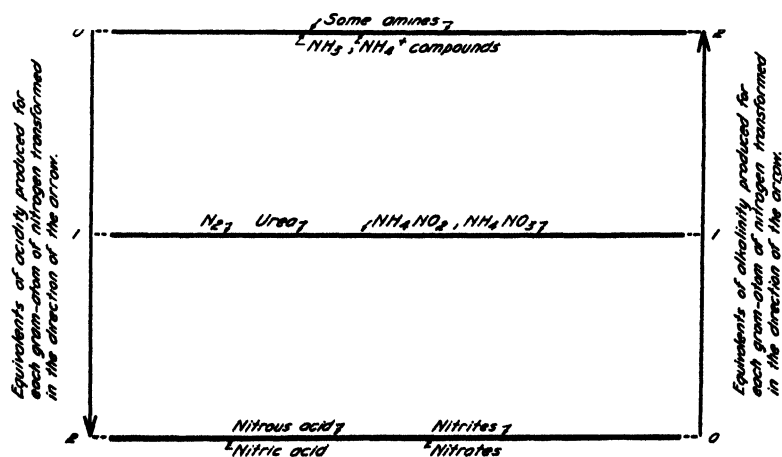 Some amines
0 2
NH3, NH4+ compounds
Equivalents of acidity produced for
each gram-atom of nitrogen transformed
in the direction of the arrow.
N2 Urea NH4NO2, NH4NO3
1 1
Equivalents of alkalinity produced for
each gram-atom of nitrogen transformed
in the direction of the arrow.
Nitrous acid Nitrites
2 0
Nitric acid Nitrates